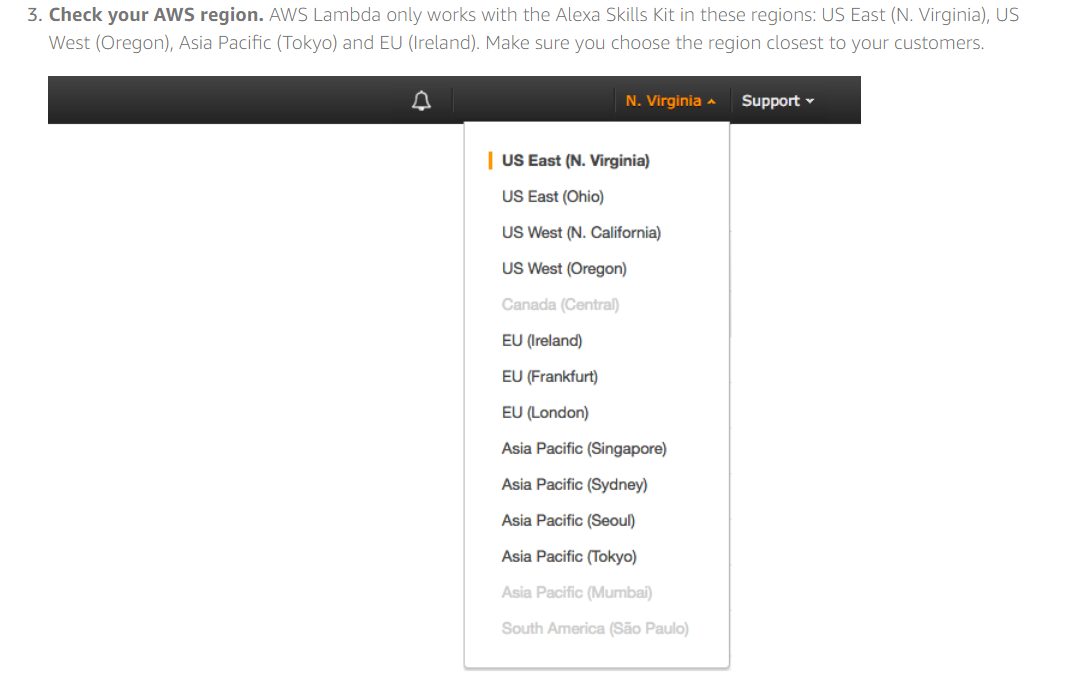 3. Check your AWS region. AWS Lambda only works with the Alexa Skills Kit in these regions: US East (N. Virginia), US
West (Oregon), Asia Pacific (Tokyo) and EU (Ireland). Make sure you choose the region closest to your customers.
N. Virginia Support
US East (N. Virginia)
US East (Ohio)
US West (N. California)
US West (Oregon)
Canada (Central)
EU (Ireland)
EU (Frankfurt)
EU (London)
Asia Pacific (Singapore)
Asia Pacific (Sydney)
Asia Pacific (Seoul)
Asia Pacific (Tokyo)
Asia Pacific (Mumbai)
South America (São Paulo)